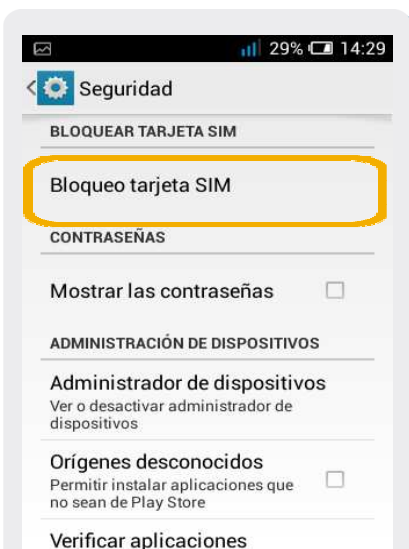 29% 14:29
Seguridad
BLOQUEAR TARJETA SIM
Bloqueo tarjeta SIM
CONTRASEÑAS
Mostrar las contraseñas
ADMINISTRACIÓN DE DISPOSITIVOS
Administrador de dispositivos
Ver o desactivar administrador de
dispositivos
Orígenes desconocidos
Permitir instalar aplicaciones que
no sean de Play Store
Verificar aplicaciones